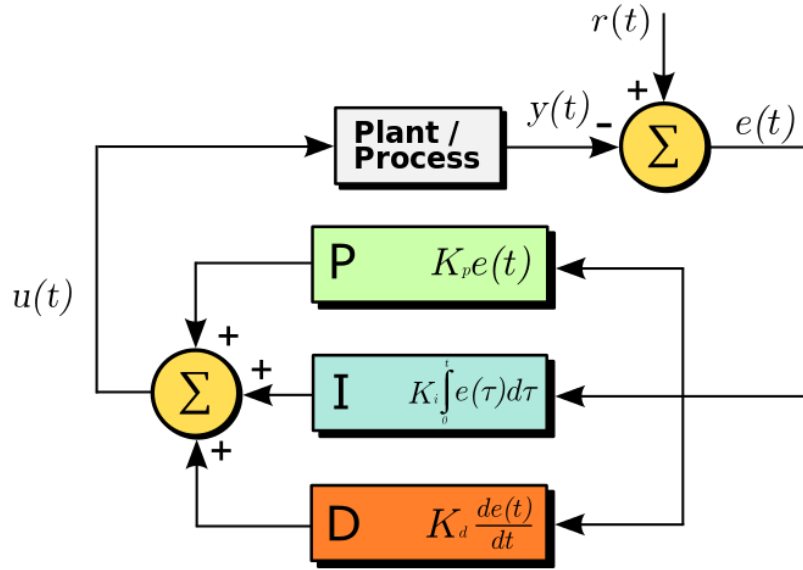 r(t)
+
Plant /
Process
y(t)
-
Σ
e(t)
P K_p e(t)
u(t)
+
Σ
+
I K_i ∫_0^t e(τ)dτ
+
D K_d de(t)/dt